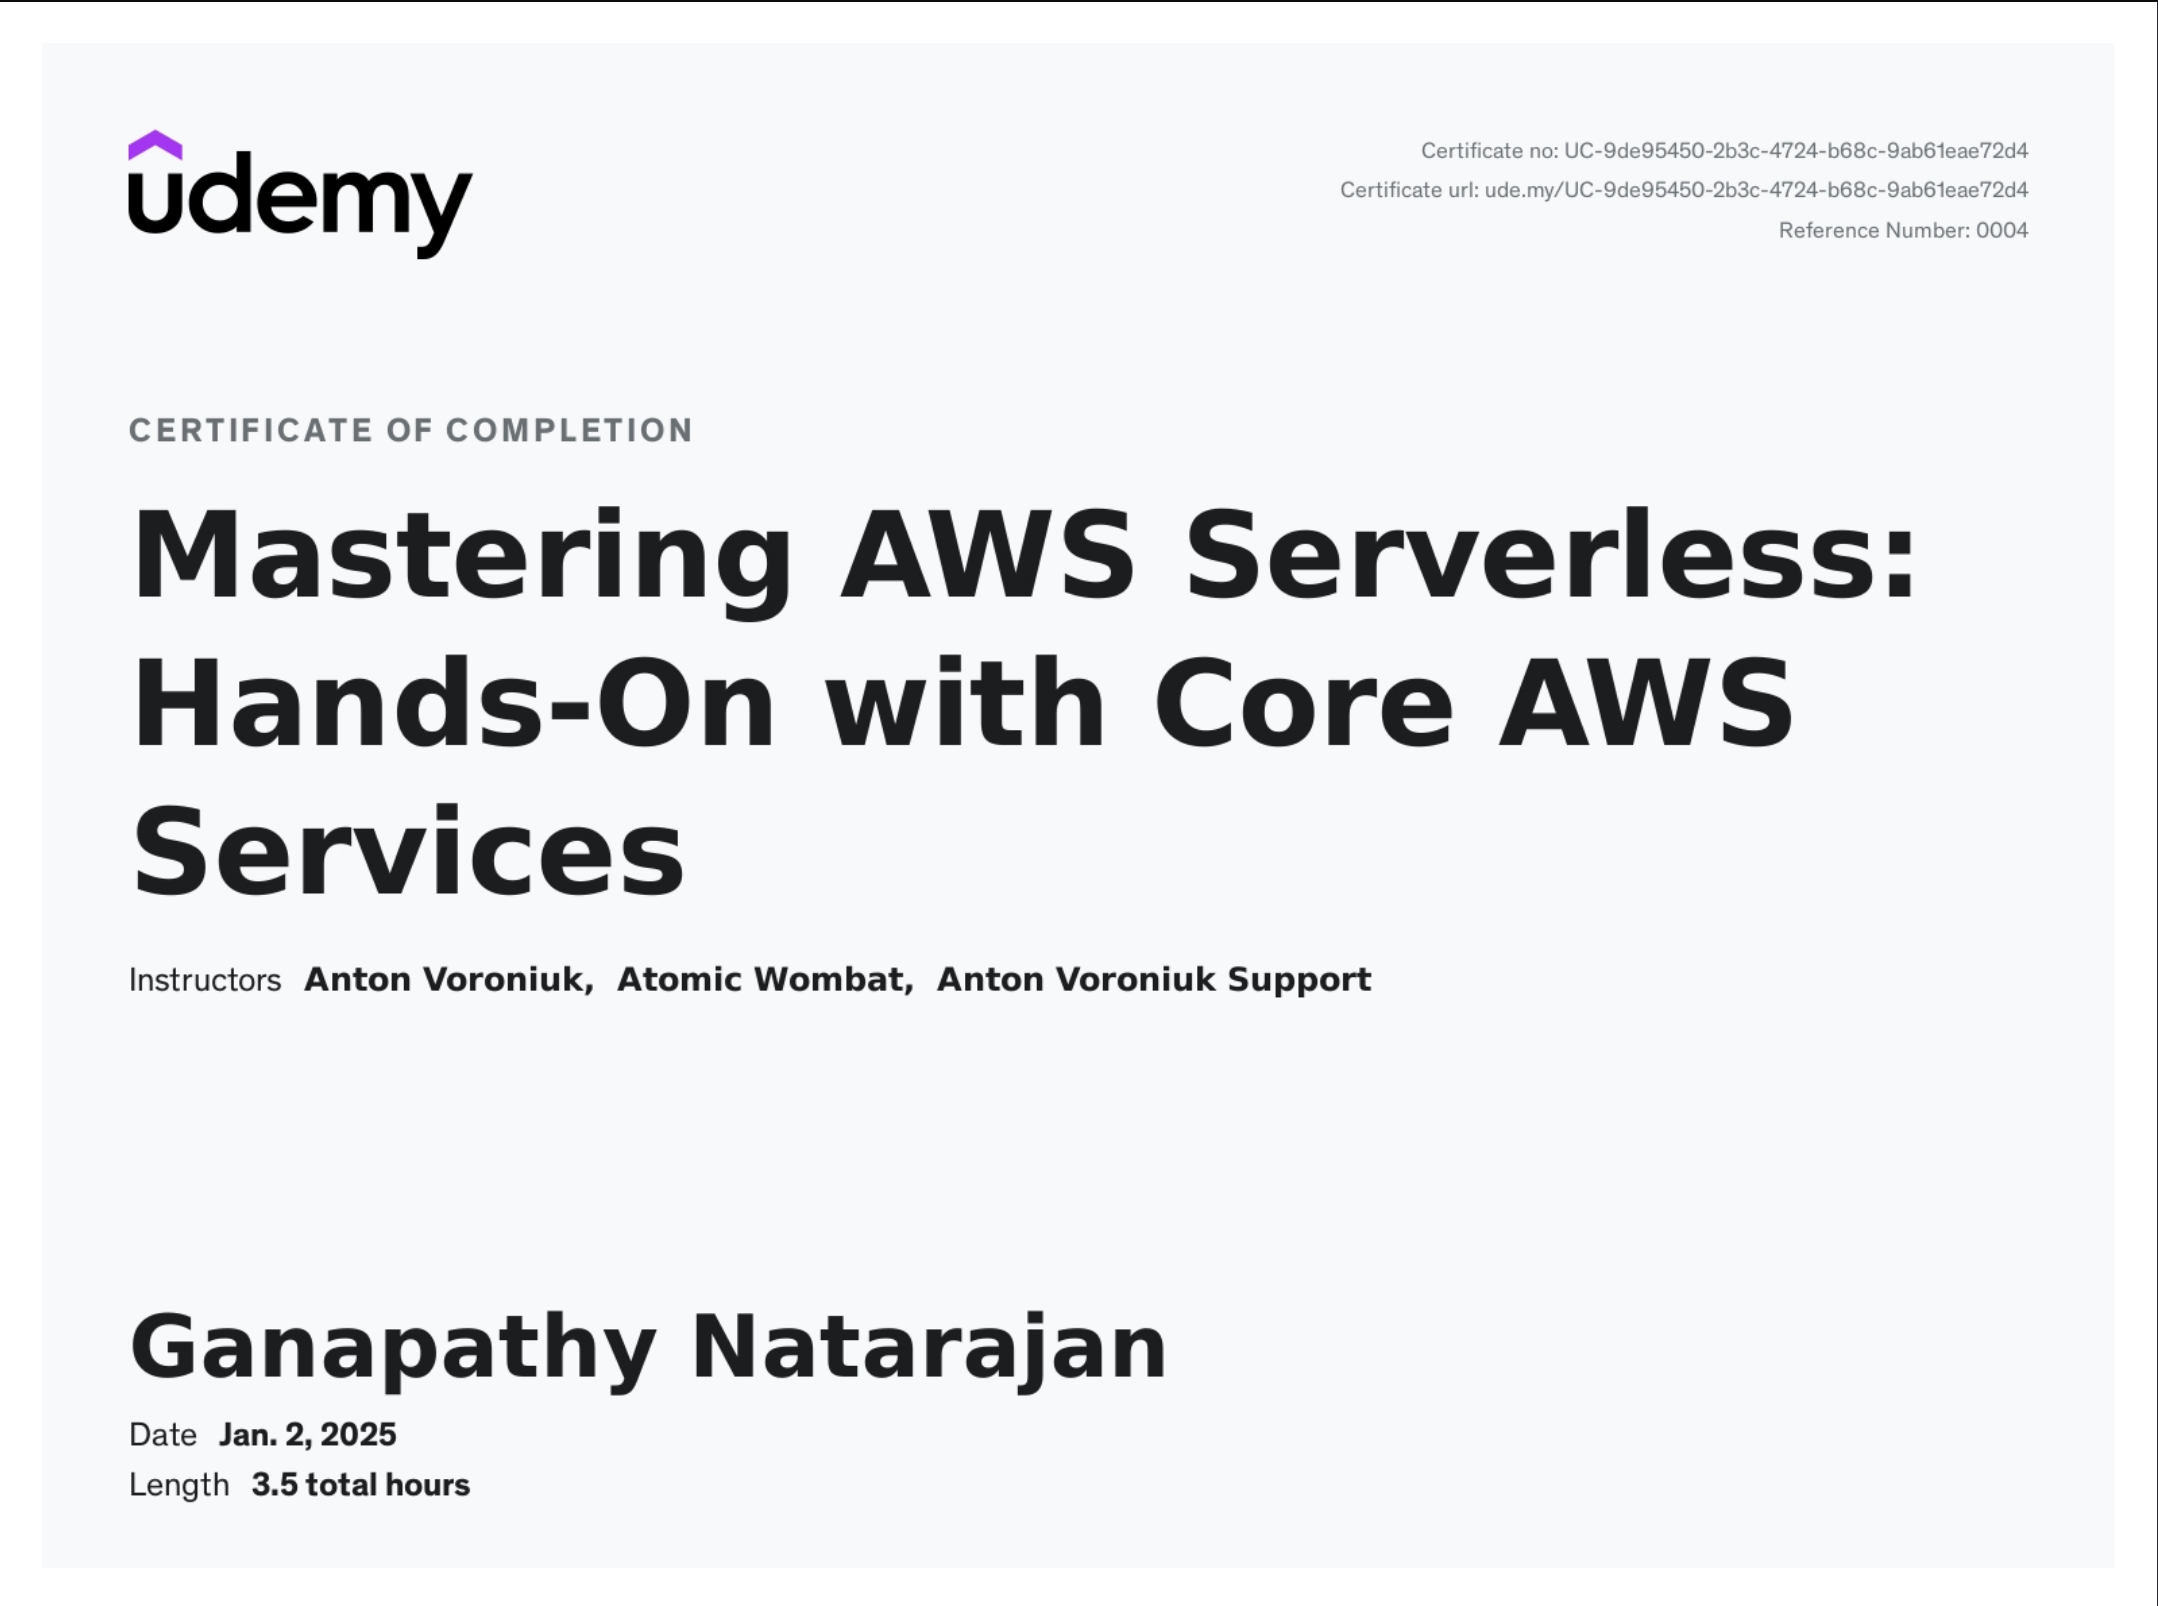 udemy
Certificate no: UC-9de95450-2b3c-4724-b68c-9ab61eae72d4
Certificate url: ude.my/UC-9de95450-2b3c-4724-b68c-9ab61eae72d4
Reference Number: 0004
CERTIFICATE OF COMPLETION
Mastering AWS Serverless:
Hands-On with Core AWS
Services
Instructors Anton Voroniuk, Atomic Wombat, Anton Voroniuk Support
Ganapathy Natarajan
Date Jan. 2, 2025
Length 3.5 total hours